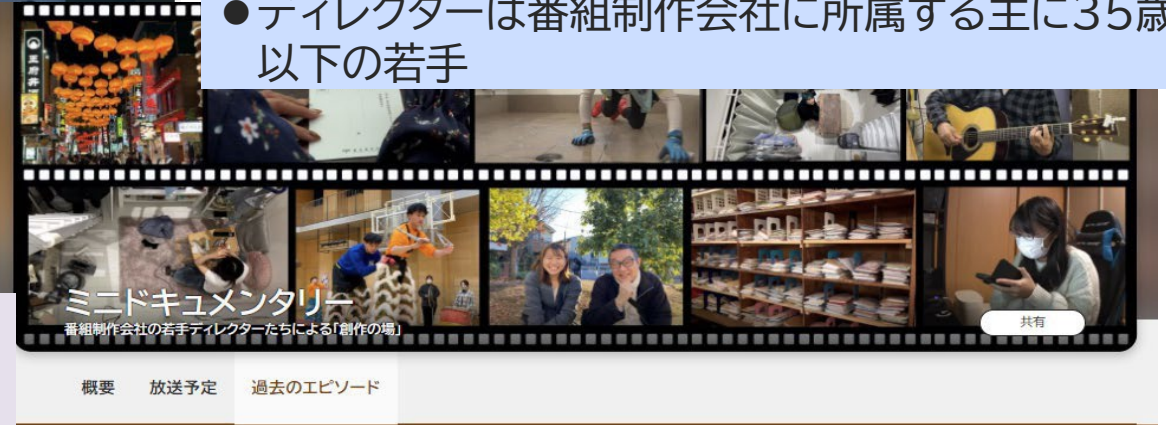 ●ディレクターは番組制作会社に所属する主に35歳
以下の若手
王府井
ミニドキュメンタリー
番組制作会社の若手ディレクターたちによる「創作の場」
共有
概要 放送予定 過去のエピソード